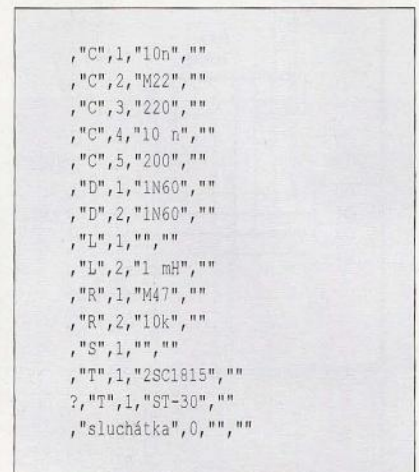 ,"C",1,"10n",""
,"C",2,"M22",""
,"C",3,"220",""
,"C",4,"10 n",""
,"C",5,"200",""
,"D",1,"1N60",""
,"D",2,"1N60",""
,"L",1,"",""
,"L",2,"1 mH",""
,"R",1,"M47",""
,"R",2,"10k",""
,"S",1,"",""
,"T",1,"2SC1815",""
?,"T",1,"ST-30",""
,"sluchátka",0,"",""